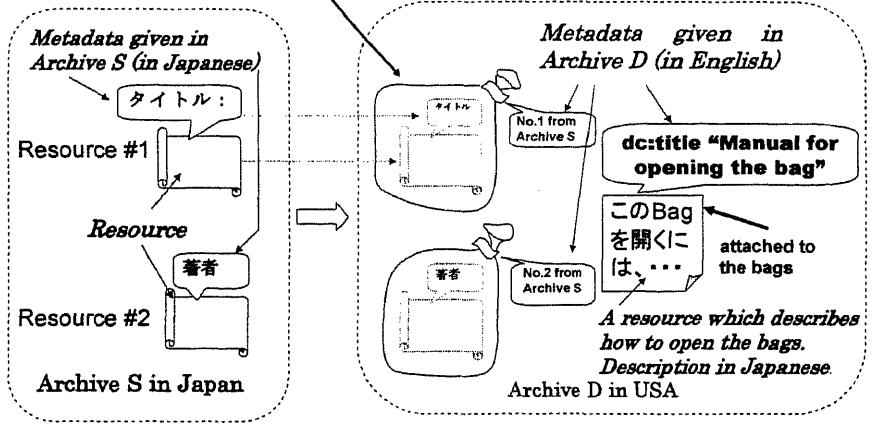 Metadata given in
Archive S (in Japanese)
タイトル：
Resource #1
Resource
著者
Resource #2
Archive S in Japan
Metadata given in
Archive D (in English)
タイトル
No.1 from
Archive S
dc:title “Manual for
opening the bag”
このBag
を開くに
は、・・・
attached to
the bags
著者
No.2 from
Archive S
A resource which describes
how to open the bags.
Description in Japanese.
Archive D in USA